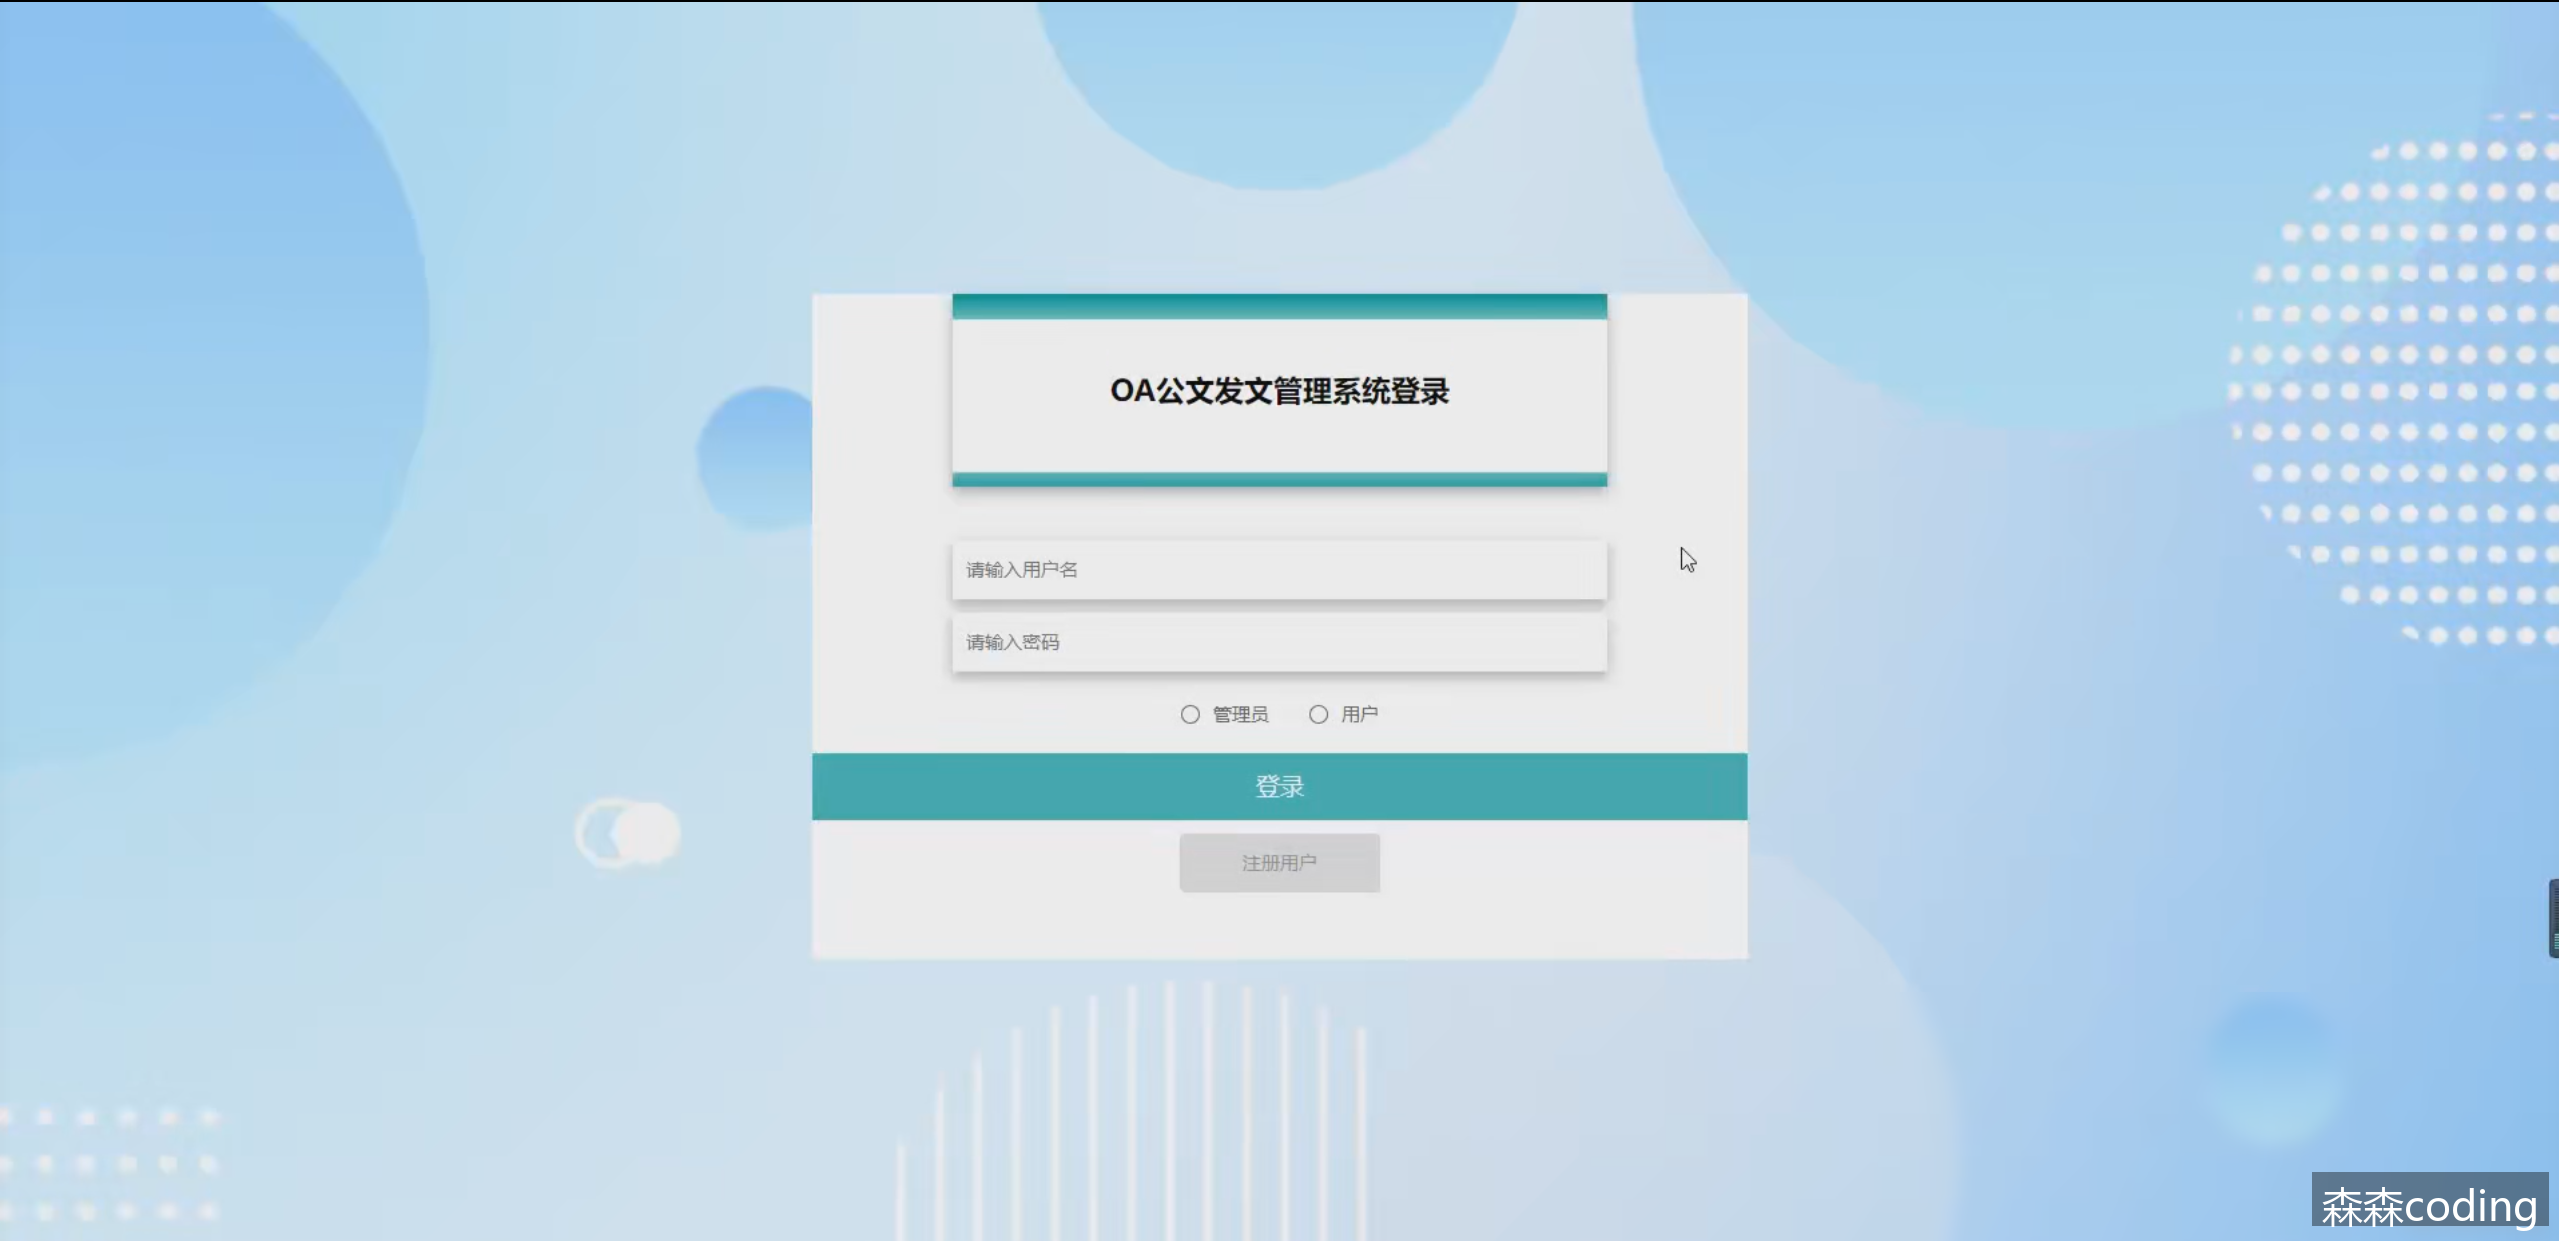 OA公文发文管理系统登录
请输入用户名
请输入密码
管理员 用户
登录
注册用户
森森coding